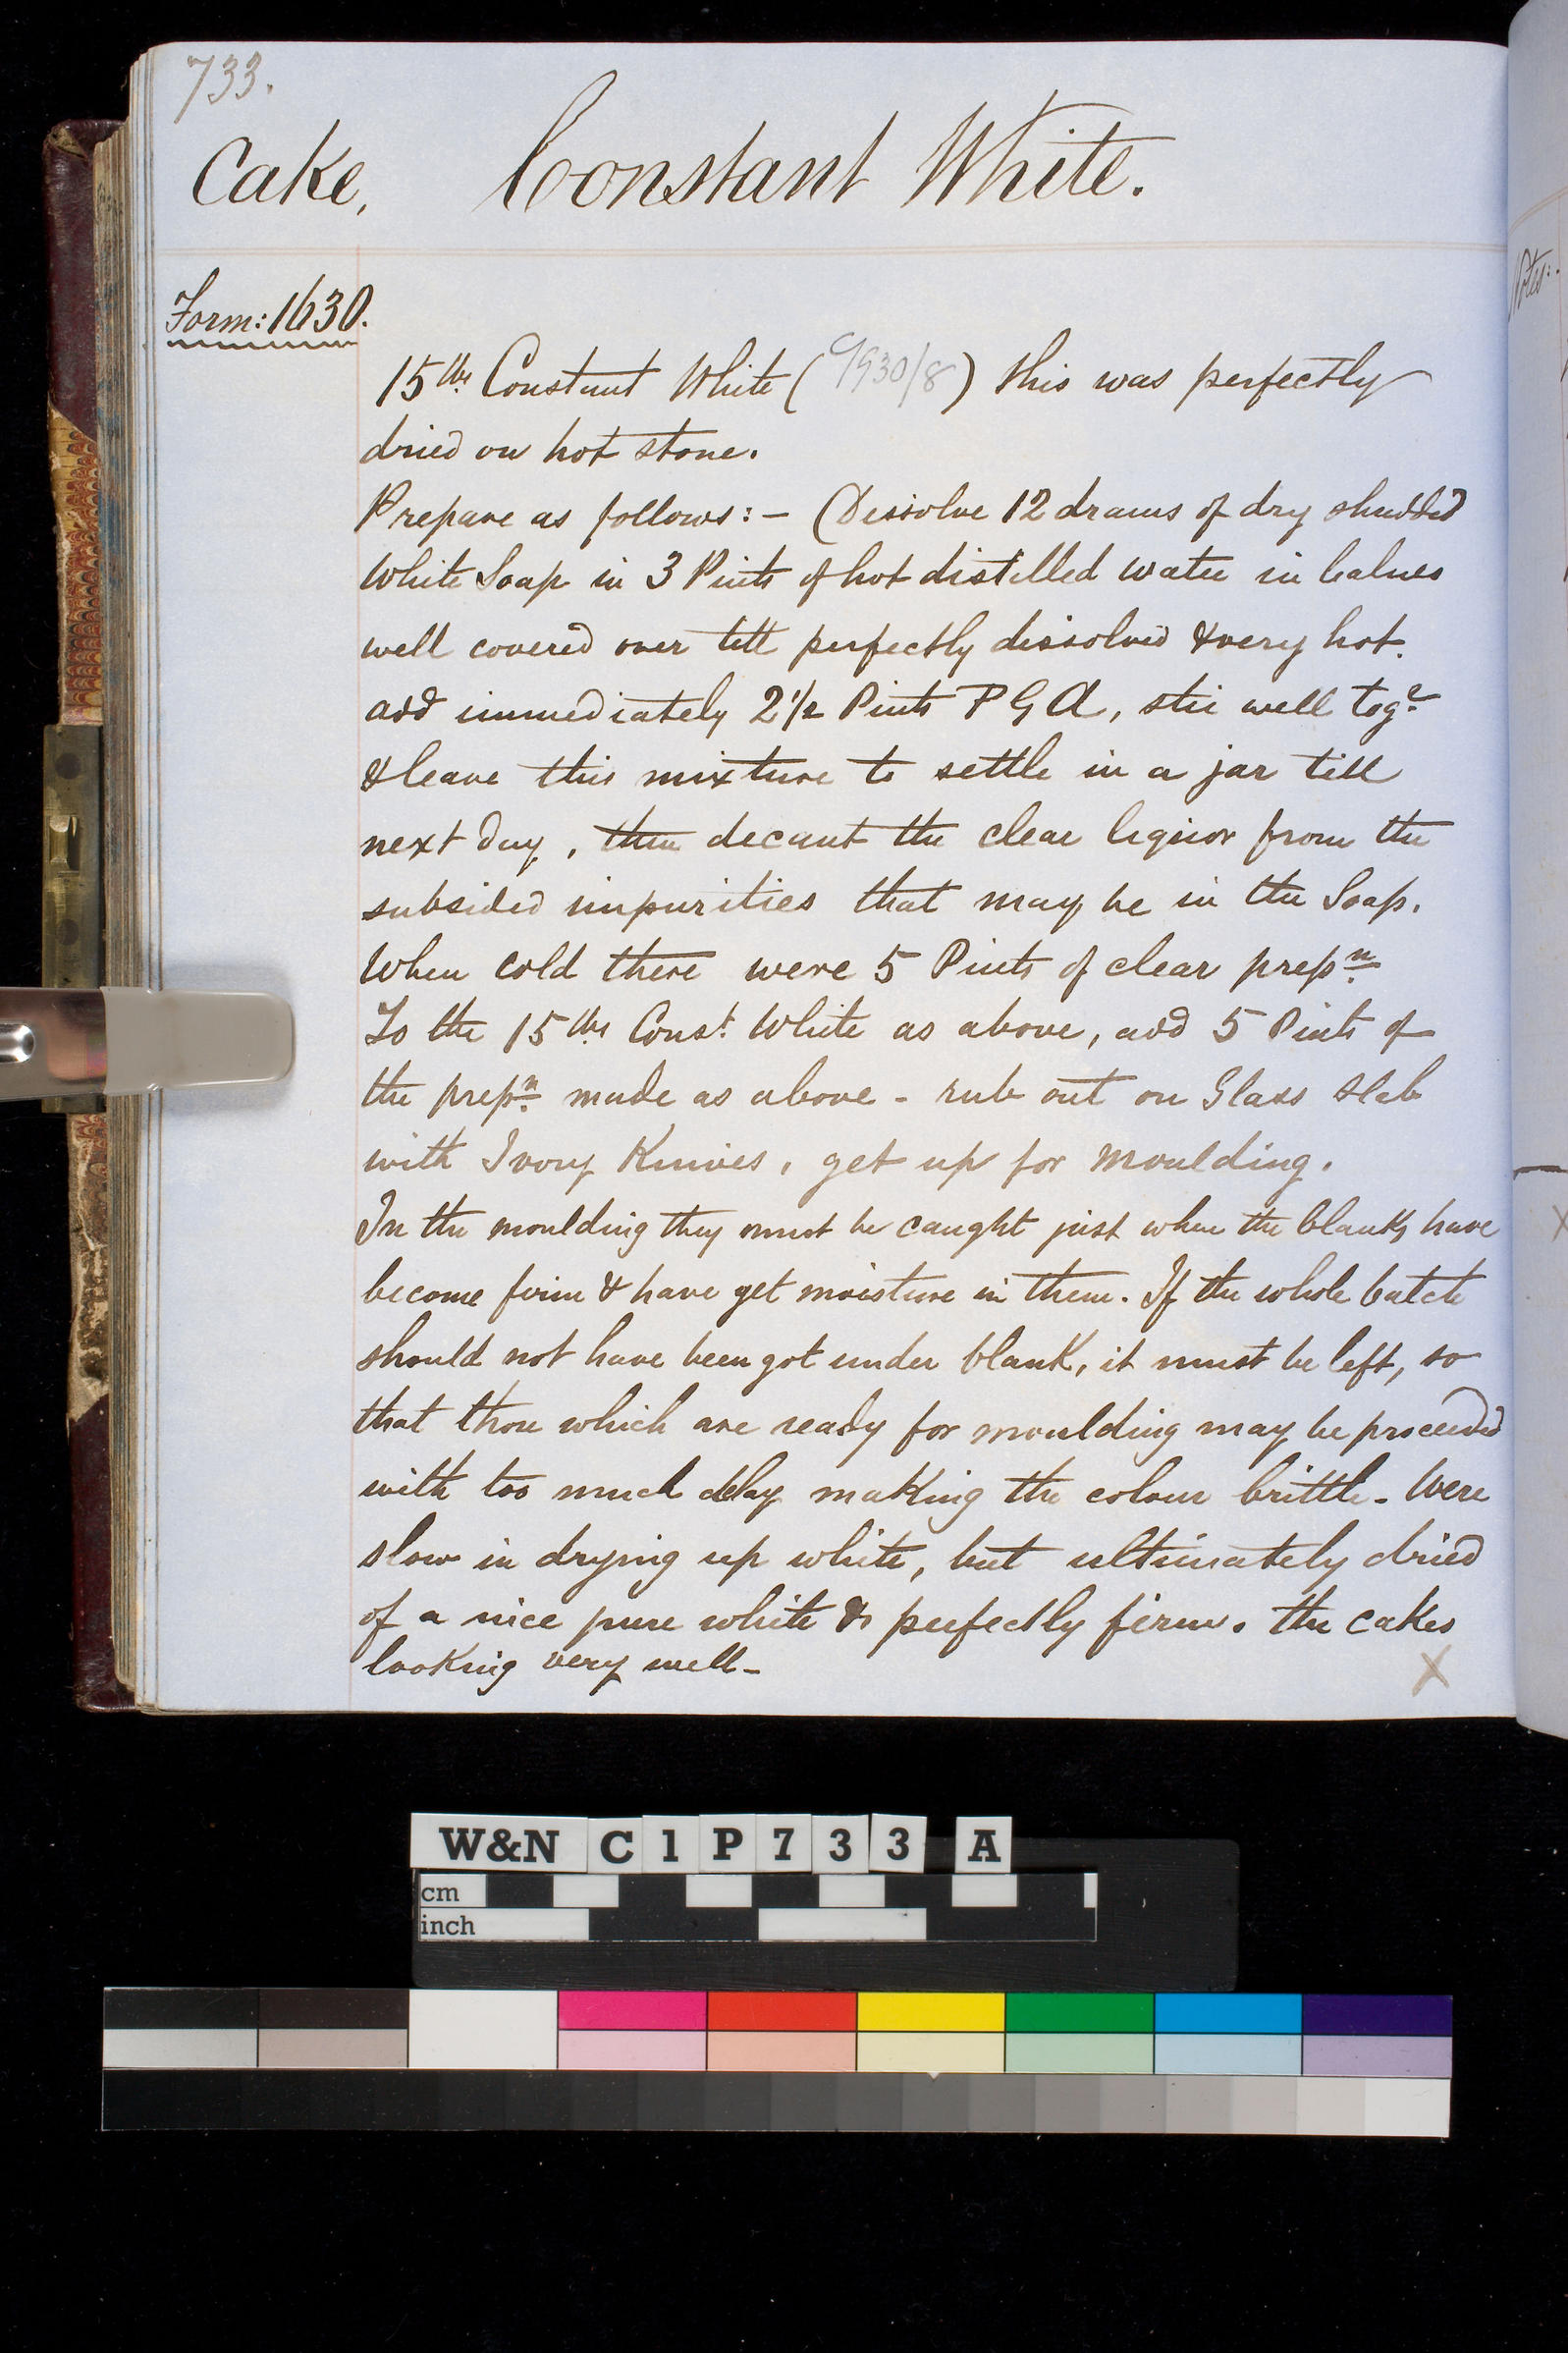 733.
Cake, Constant White.
Form: 1630.
15 lbs Constant White (9930/8) this was perfectly
dried on hot stone.
Prepare as follows:- (Dissolve 12 drams of dry shredded
White Soap in 3 Pints of hot distilled water in balnes
well covered over till perfectly dissolved & very hot.
add immediately 2 1/2 Pints P G A, stir well togr
& leave this mixture to settle in a jar till
next day, then decant the clear liquor from the
subsided impurities that may be in the Soap.
When cold there were 5 Pints of clear prepn
To the 15 lbs Const White as above, add 5 Pints of
the prepn made as above - rub out on Glass Slab
with Ivory Knives, get up for moulding.
In the moulding they must be caught just when the blanks have
become firm & have yet moisture in them. If the whole batch
should not have been got under blank, it must be left, so
that those which are ready for moulding may be proceeded
with too much delay making the colour brittle - Were
slow in drying up white, but ultimately dried
of a nice pure white & perfectly firm. The cakes
looking very well -
X
Notes:
W&N C 1 P 7 3 3 A
cm
inch